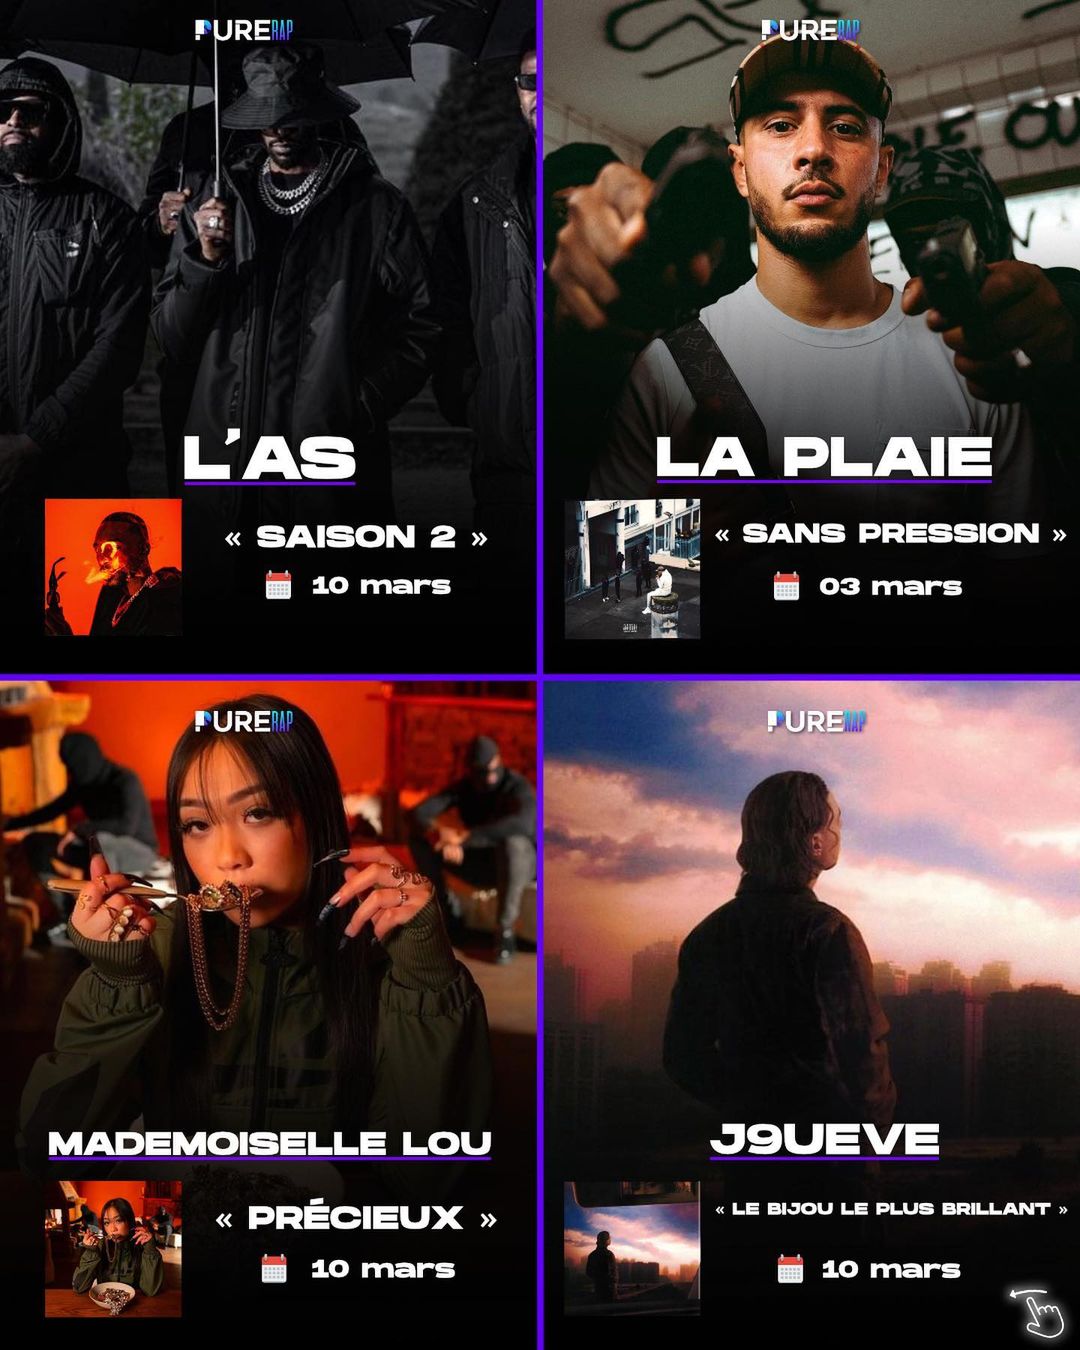 PURERAP
L'AS
« SAISON 2 »
10 mars
PURERAP
LA PLAIE
« SANS PRESSION »
03 mars
PURERAP
MADEMOISELLE LOU
« PRÉCIEUX »
10 mars
PURERAP
J9UEVE
« LE BIJOU LE PLUS BRILLANT »
10 mars